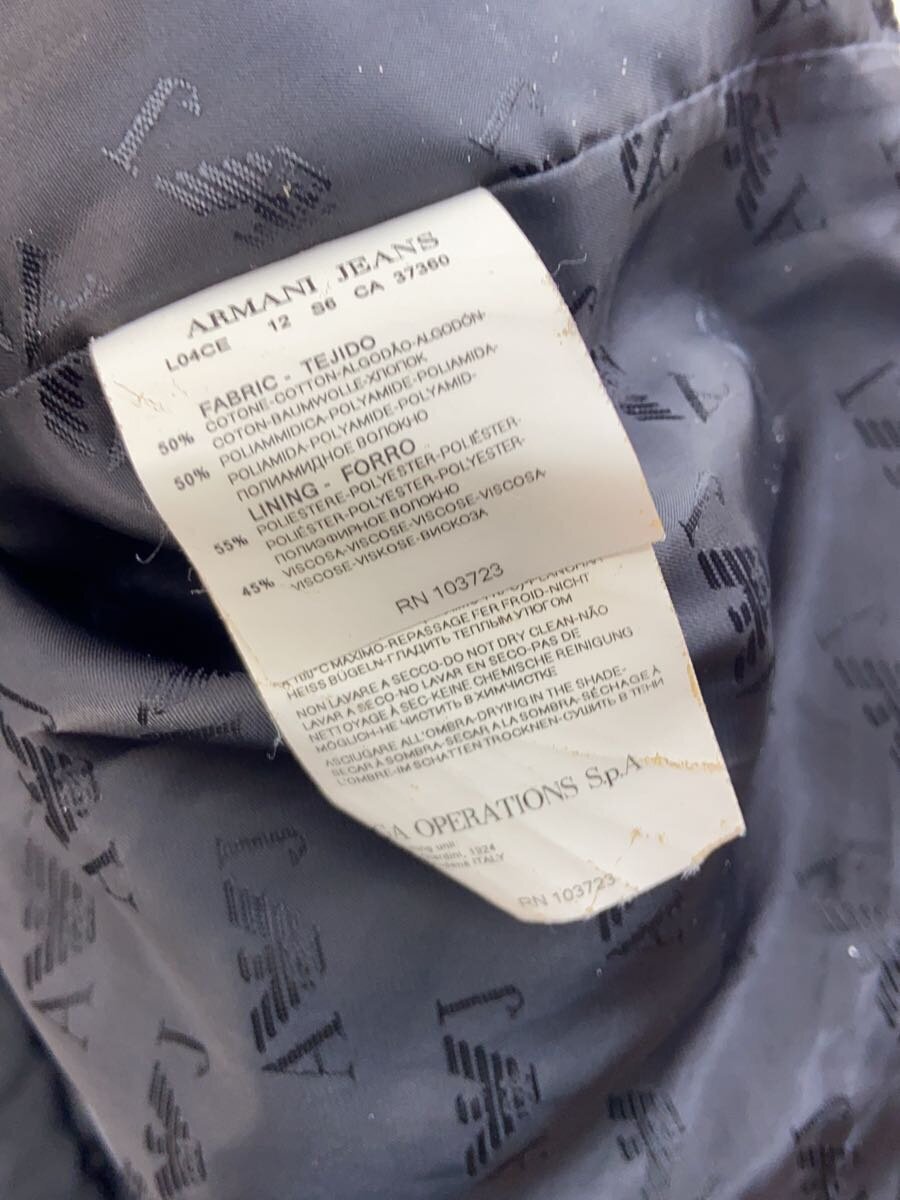 ARMANI JEANS
L04CE 12 S6 CA 37360
FABRIC - TEJIDO
50% COTONE-COTTON-ALGODÃO-ALGODÓN-
COTON-BAUMWOLLE-ХЛОПОК
50% POLIAMMIDICA-POLYAMIDE-POLIAMIDA-
POLIAMIDA-POLYAMIDE-POLYAMID-
ПОЛИАМИДНОЕ ВОЛОКНО
LINING - FORRO
55% POLIESTERE-POLYESTER-POLIÉSTER-
POLIÉSTER-POLYESTER-POLYESTER-
ПОЛИЭФИРНОЕ ВОЛОКНО
45% VISCOSA-VISCOSE-VISCOSE-VISCOSA-
VISCOSE-VISKOSE-ВИСКОЗА
RN 103723
MAXIMO-REPASSAGE FER FROID-NICHT
HEISS BÜGELN-ГЛАДИТЬ ТЕПЛЫМ УТЮГОМ
NON LAVARE A SECCO-DO NOT DRY CLEAN-NÃO
LAVAR A SECO-NO LAVAR EN SECO-PAS DE
NETTOYAGE À SEC-KEINE CHEMISCHE REINIGUNG
MÖGLICH-НЕ ЧИСТИТЬ В ХИМЧИСТКЕ
ASCIUGARE ALL'OMBRA-DRYING IN THE SHADE-
SECAR À SOMBRA-SECAR A LA SOMBRA-SÉCHAGE À
L'OMBRE-IM SCHATTEN TROCKNEN-СУШИТЬ В ТЕНИ
OPERATIONS S.p.A
unit
1924
ITALY
RN 103723
A J